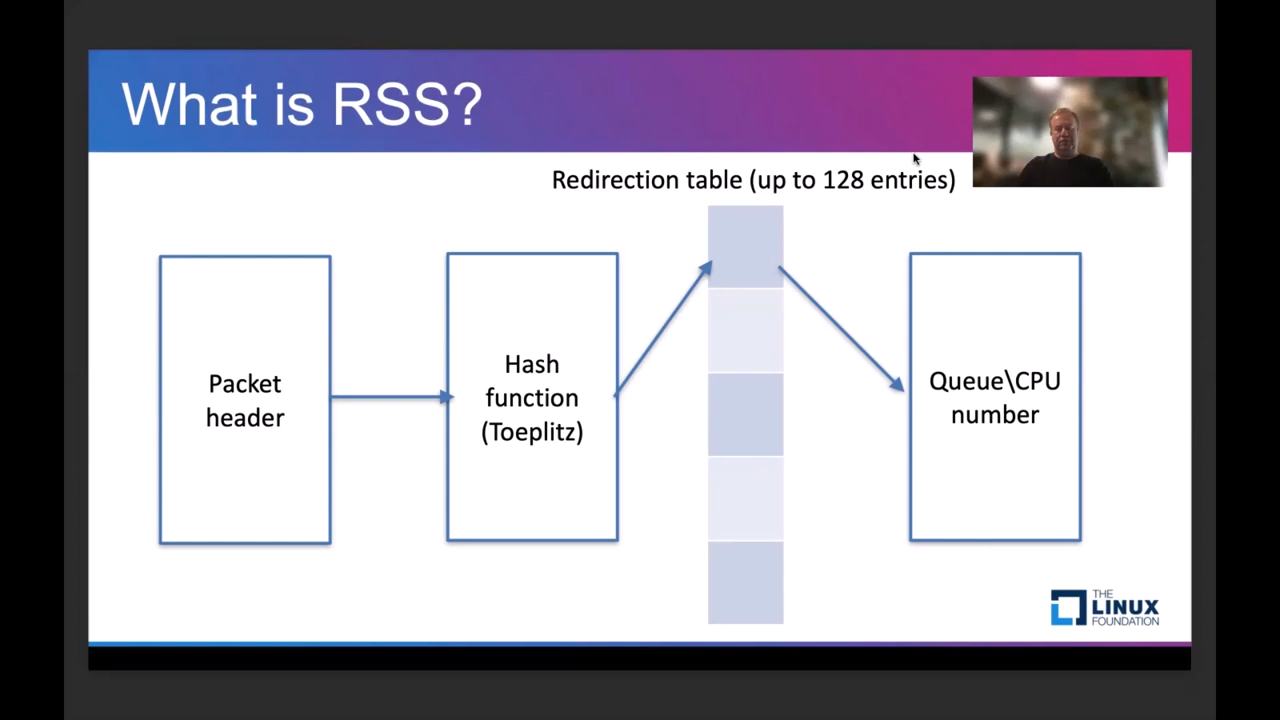 What is RSS?
Redirection table (up to 128 entries)
Packet
header
Hash
function
(Toeplitz)
Queue\CPU
number
THE
LINUX
FOUNDATION